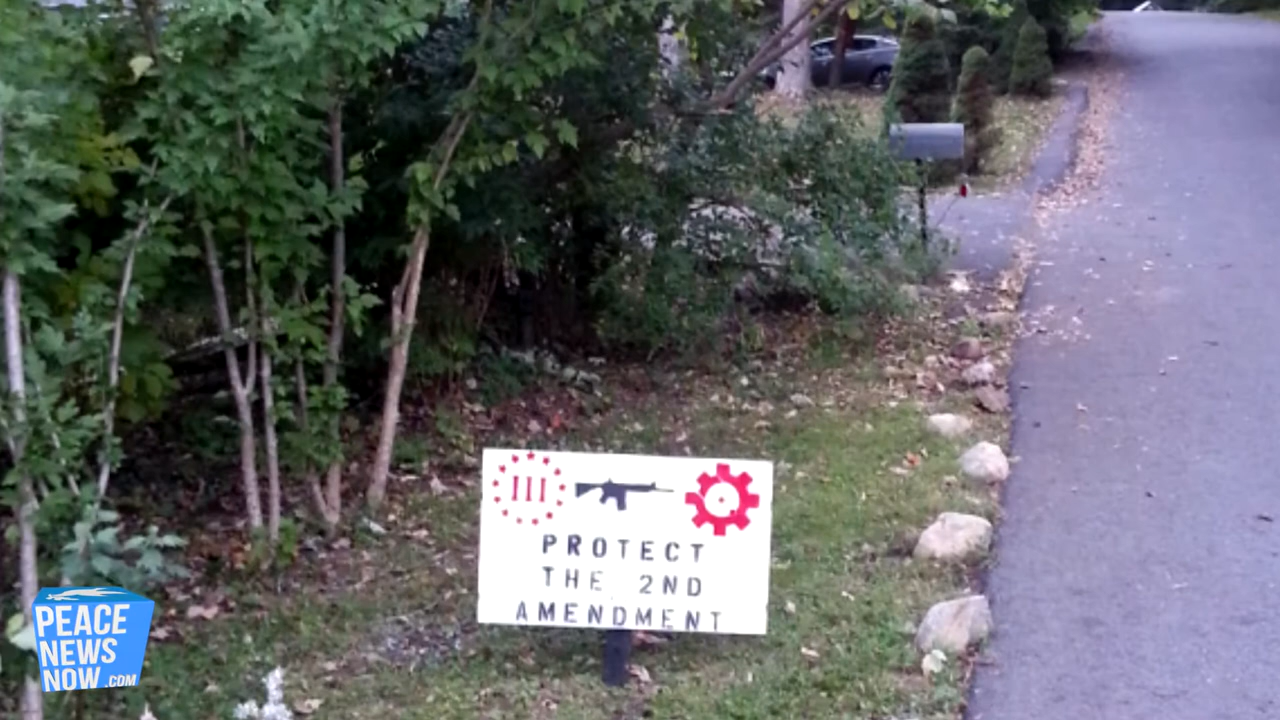 III
PROTECT
THE 2ND
AMENDMENT
PEACE
NEWS
NOW.COM